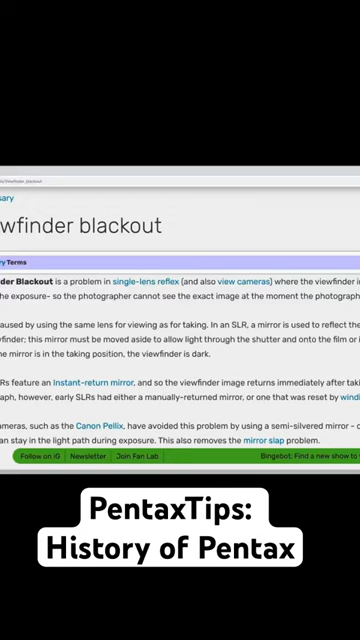 /Viewfinder_blackout
sary
wfinder blackout
ry Terms
der Blackout is a problem in single-lens reflex (and also view cameras) where the viewfinder i
the exposure- so the photographer cannot see the exact image at the moment the photograp
aused by using the same lens for viewing as for taking. In an SLR, a mirror is used to reflect the
finder; this mirror must be moved aside to allow light through the shutter and onto the film or i
he mirror is in the taking position, the viewfinder is dark.
Rs feature an Instant-return mirror, and so the viewfinder image returns immediately after taki
aph, however, early SLRs had either a manually-returned mirror, or one that was reset by windi
ameras, such as the Canon Pellix, have avoided this problem by using a semi-silvered mirror - o
an stay in the light path during exposure. This also removes the mirror slap problem.
Follow on iG Newsletter Join Fan Lab Bingebot: Find a new show to
PentaxTips:
History of Pentax